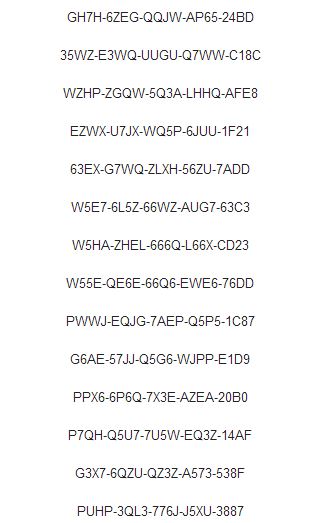 GH7H-6ZEG-QQJW-AP65-24BD
35WZ-E3WQ-UUGU-Q7WW-C18C
WZHP-ZGQW-5Q3A-LHHQ-AFE8
EZWX-U7JX-WQ5P-6JUU-1F21
63EX-G7WQ-ZLXH-56ZU-7ADD
W5E7-6L5Z-66WZ-AUG7-63C3
W5HA-ZHEL-666Q-L66X-CD23
W55E-QE6E-66Q6-EWE6-76DD
PWWJ-EQJG-7AEP-Q5P5-1C87
G6AE-57JJ-Q5G6-WJPP-E1D9
PPX6-6P6Q-7X3E-AZEA-20B0
P7QH-Q5U7-7U5W-EQ3Z-14AF
G3X7-6QZU-QZ3Z-A573-538F
PUHP-3QL3-776J-J5XU-3887